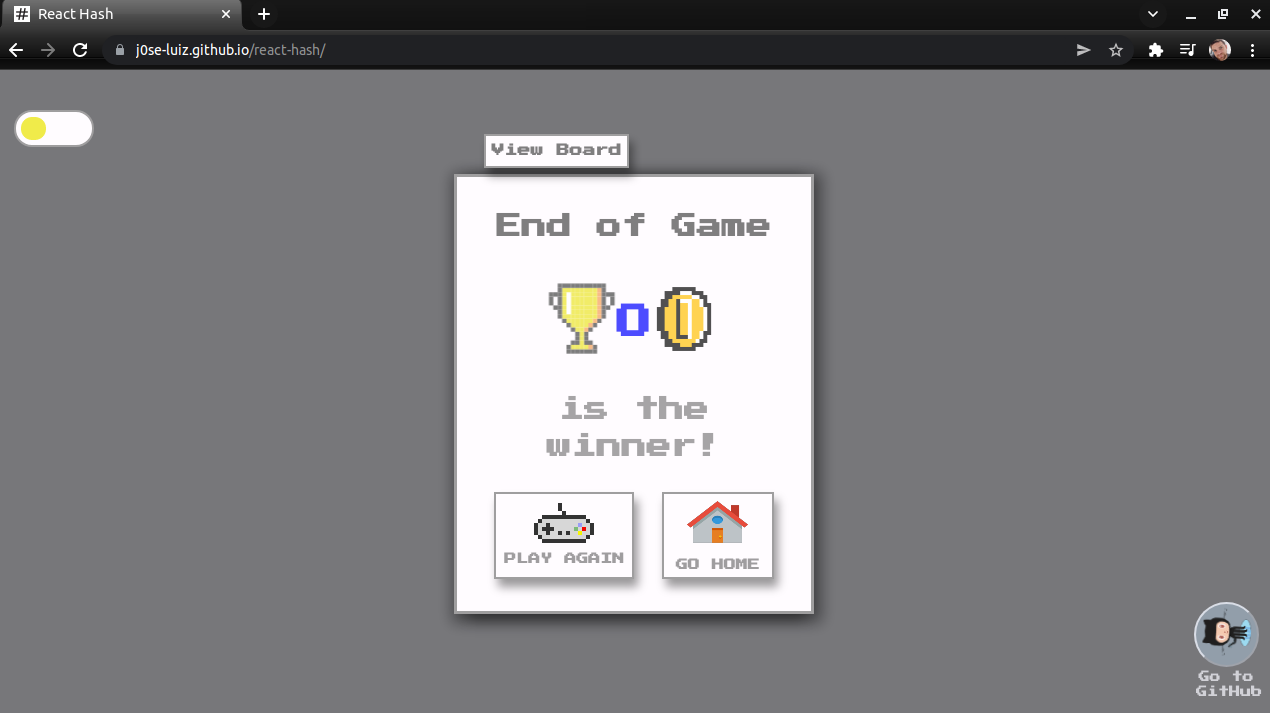 React Hash
j0se-luiz.github.io/react-hash/
View Board
End of Game
O
is the
winner!
PLAY AGAIN
GO HOME
Go to
GitHub